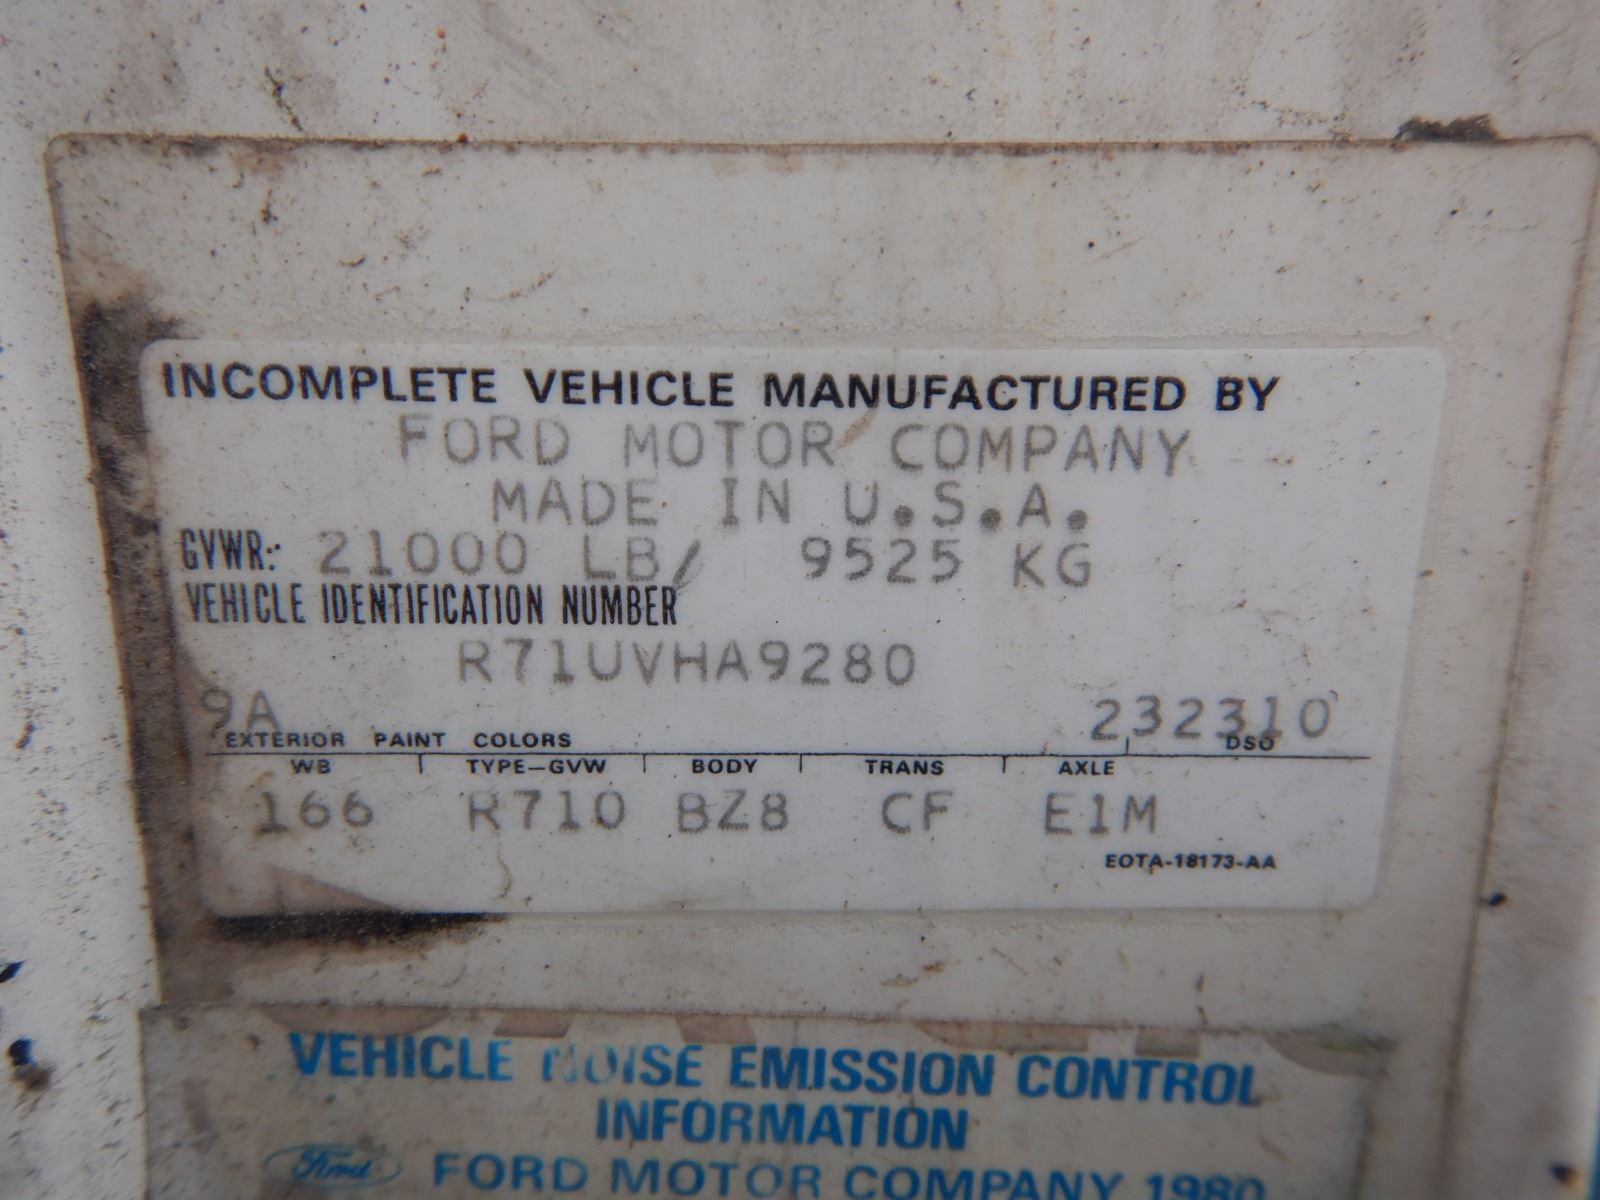 INCOMPLETE VEHICLE MANUFACTURED BY
FORD MOTOR COMPANY
MADE IN U.S.A.
GVWR: 21000 LB/ 9525 KG
VEHICLE IDENTIFICATION NUMBER
R71UVHA9280
9A 232310
EXTERIOR PAINT COLORS DSO
WB TYPE-GVW BODY TRANS AXLE
166 R710 BZ8 CF E1M
EOTA-18173-AA
VEHICLE NOISE EMISSION CONTROL
INFORMATION
Ford FORD MOTOR COMPANY 1980